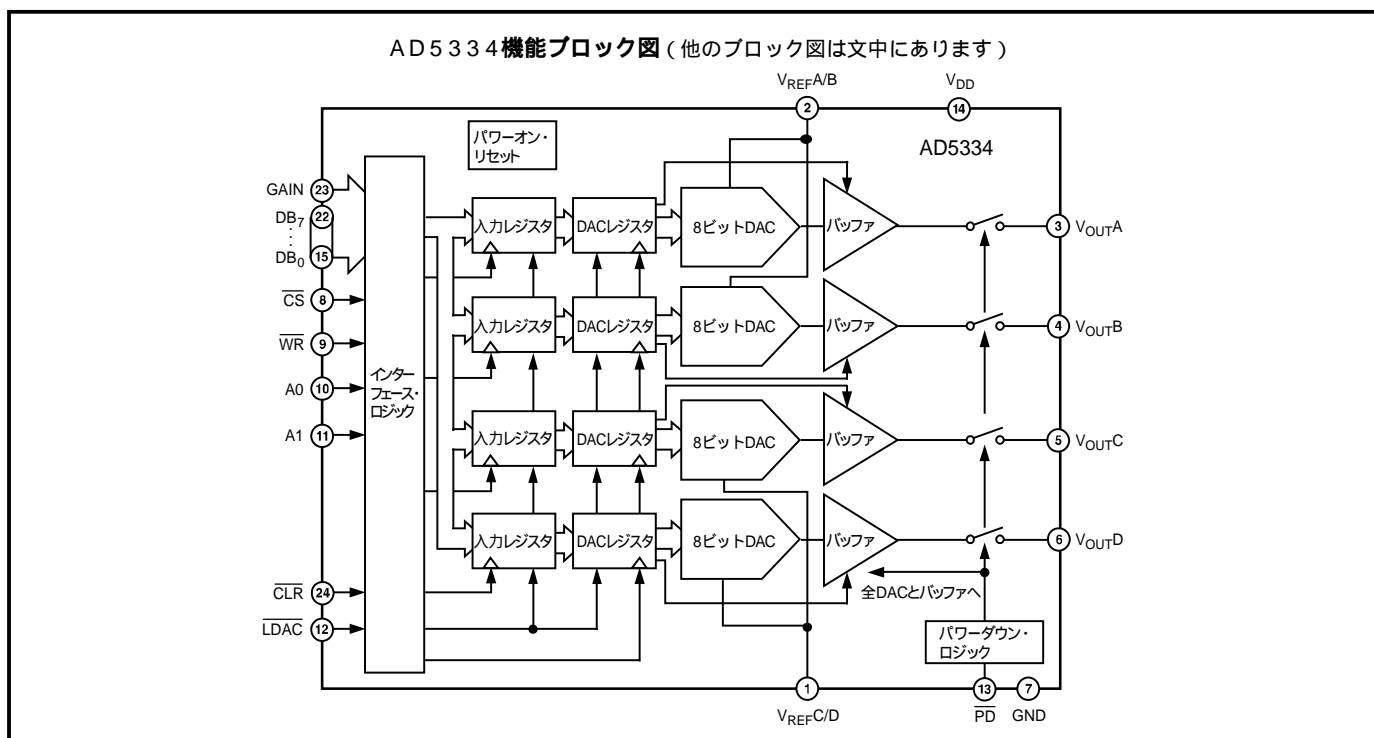 AD5334機能ブロック図(他のブロック図は文中にあります)
VREFA/B
VDD
2
14
パワーオン・
リセット
AD5334
GAIN 23
DB7 22
:
DB0 15
CS 8
WR 9
A0 10
A1 11
CLR 24
LDAC 12
インター
フェース・
ロジック
入力レジスタ DACレジスタ 8ビットDAC バッファ 3 VOUTA
入力レジスタ DACレジスタ 8ビットDAC バッファ 4 VOUTB
入力レジスタ DACレジスタ 8ビットDAC バッファ 5 VOUTC
入力レジスタ DACレジスタ 8ビットDAC バッファ 6 VOUTD
全DACとバッファへ
パワーダウン・
ロジック
1
13
7
VREFC/D
PD
GND